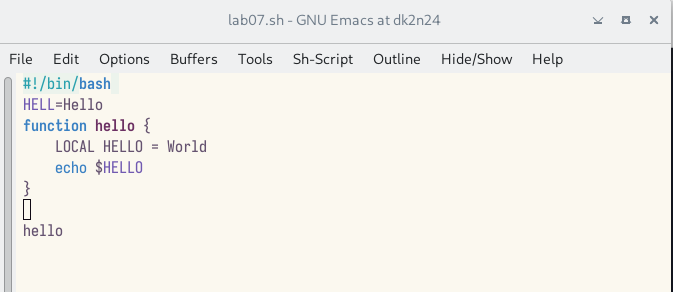 lab07.sh - GNU Emacs at dk2n24
File Edit Options Buffers Tools Sh-Script Outline Hide/Show Help
#!/bin/bash
HELL=Hello
function hello {
    LOCAL HELLO = World
    echo $HELLO
}
hello